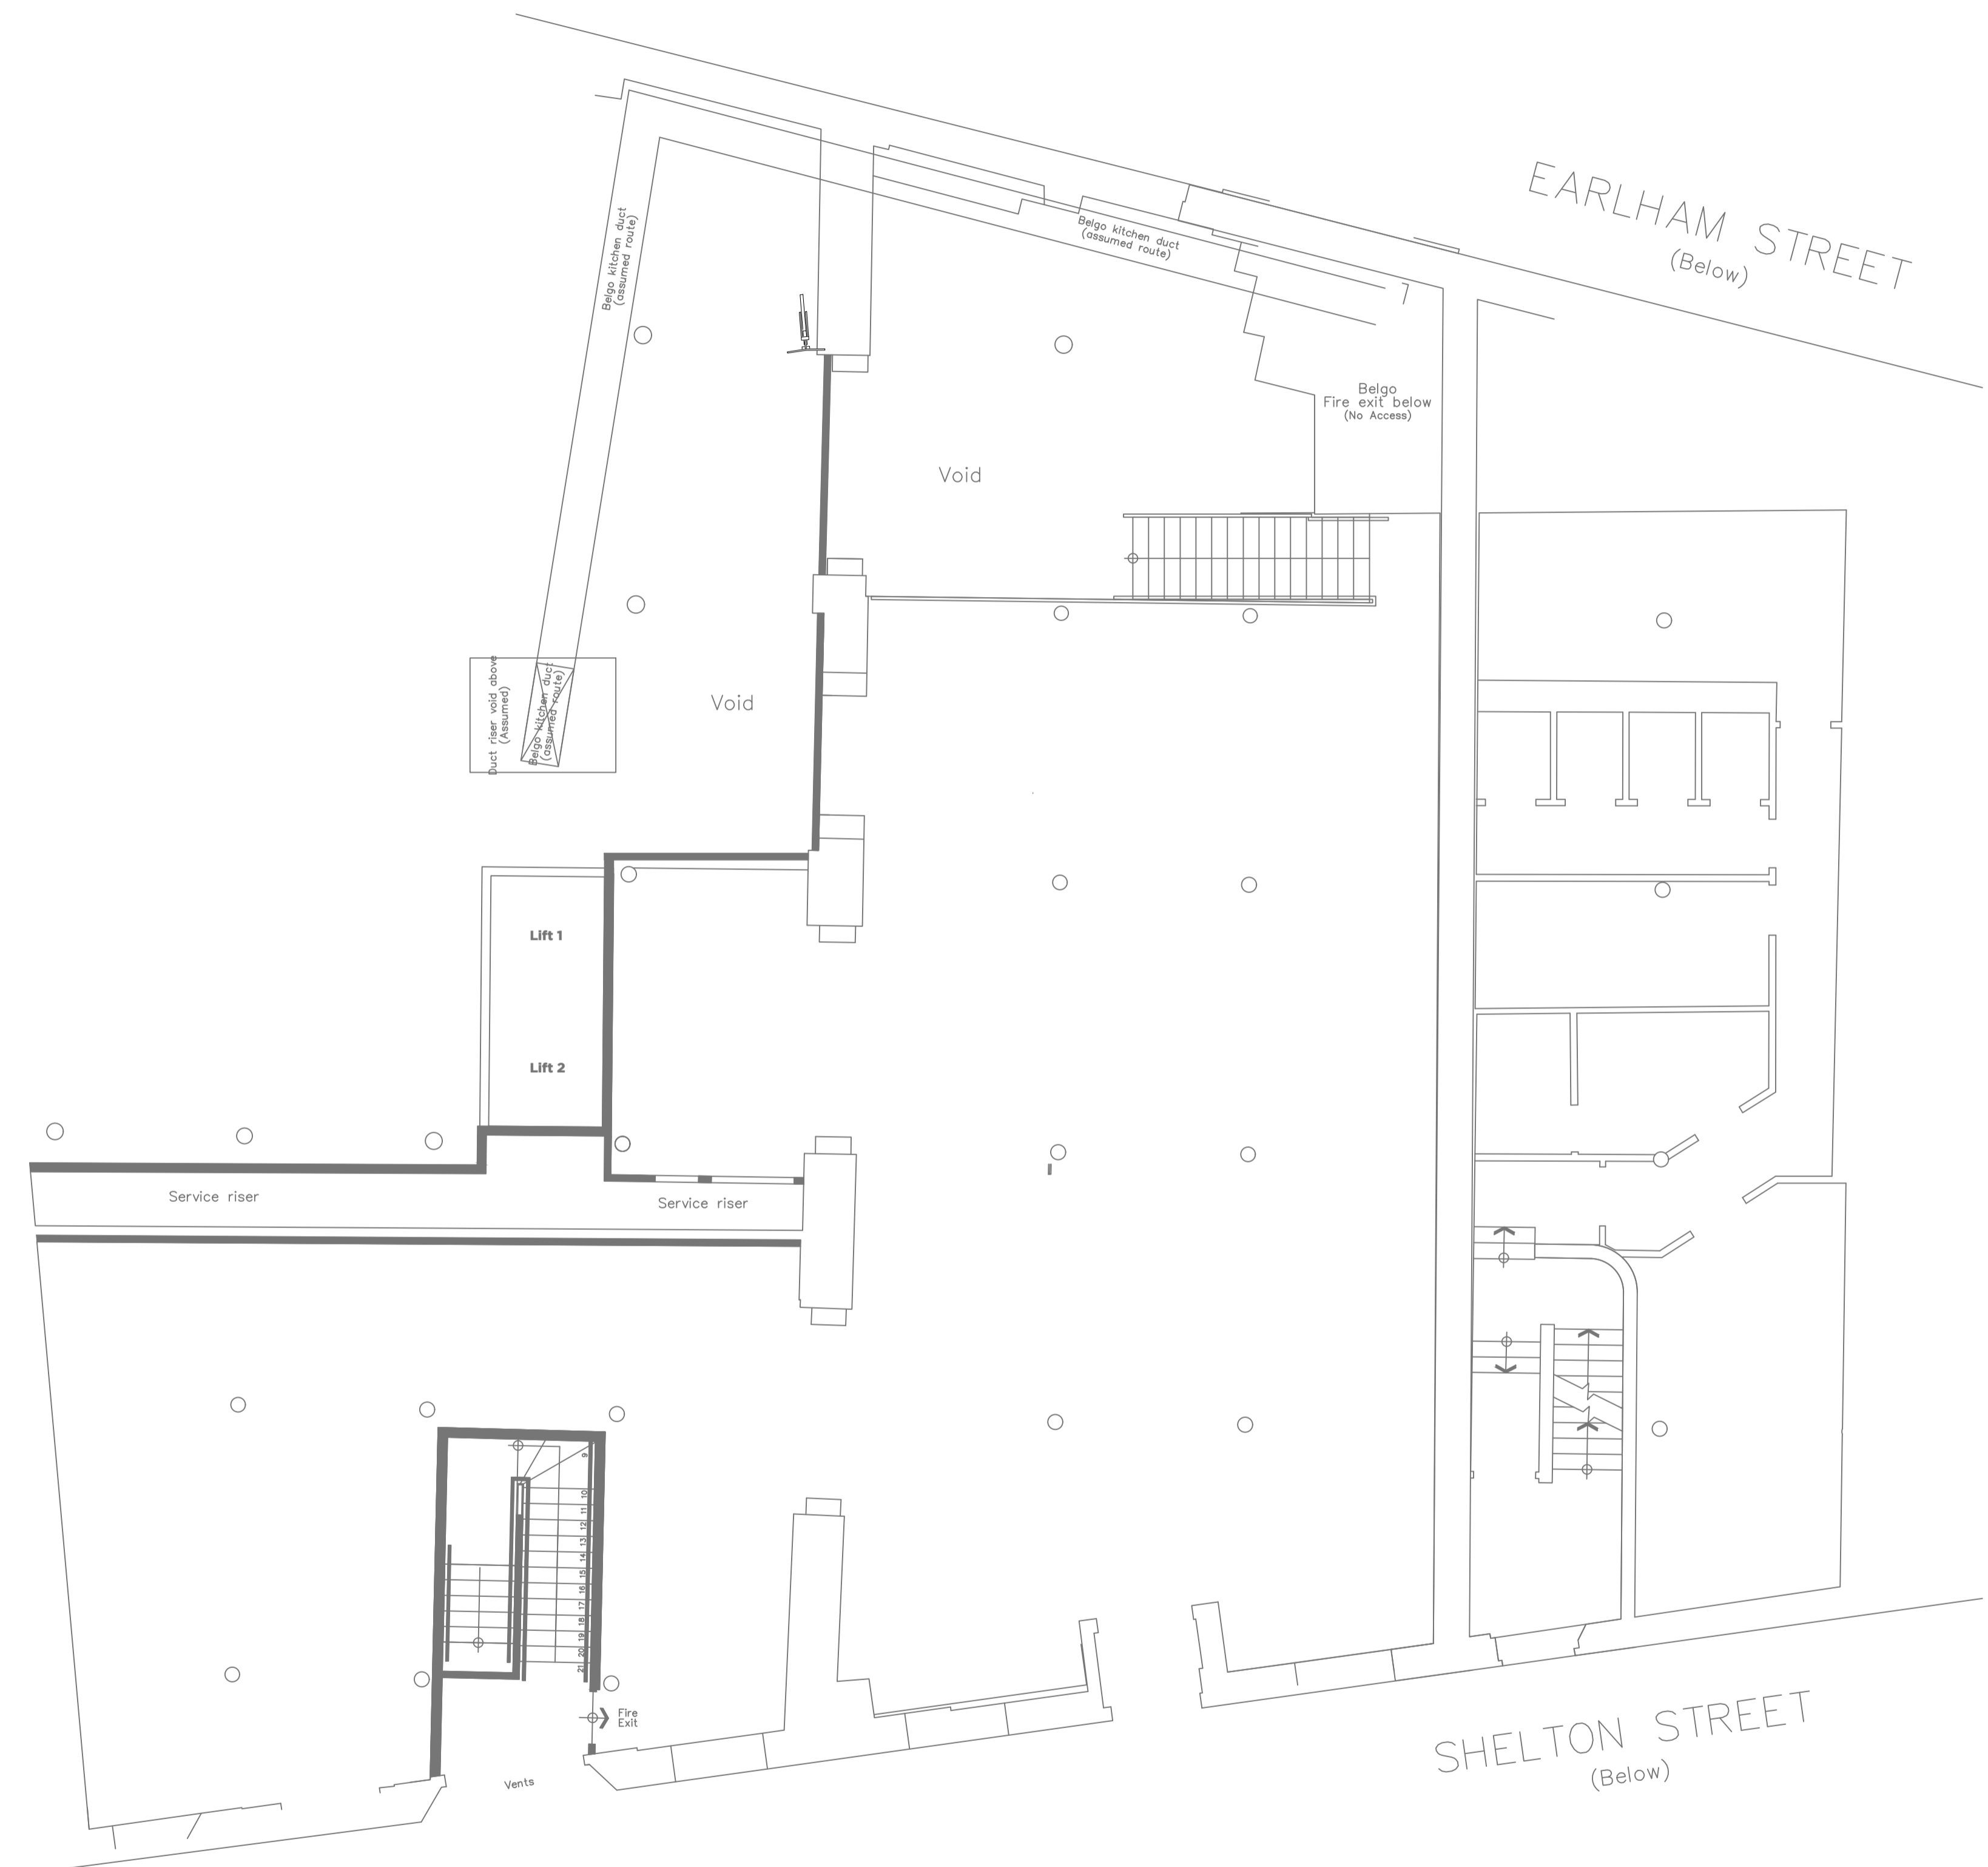 EARLHAM STREET
(Below)
Belgo kitchen duct
(assumed route)
Belgo kitchen duct
(assumed route)
Belgo
Fire exit below
(No Access)
Void
Void
Duct riser void above
(Assumed)
Belgo kitchen duct
(assumed route)
Lift 1
Lift 2
Service riser
Service riser
9
10
11
12
13
14
15
16
17
18
19
20
21
Fire
Exit
Vents
SHELTON STREET
(Below)